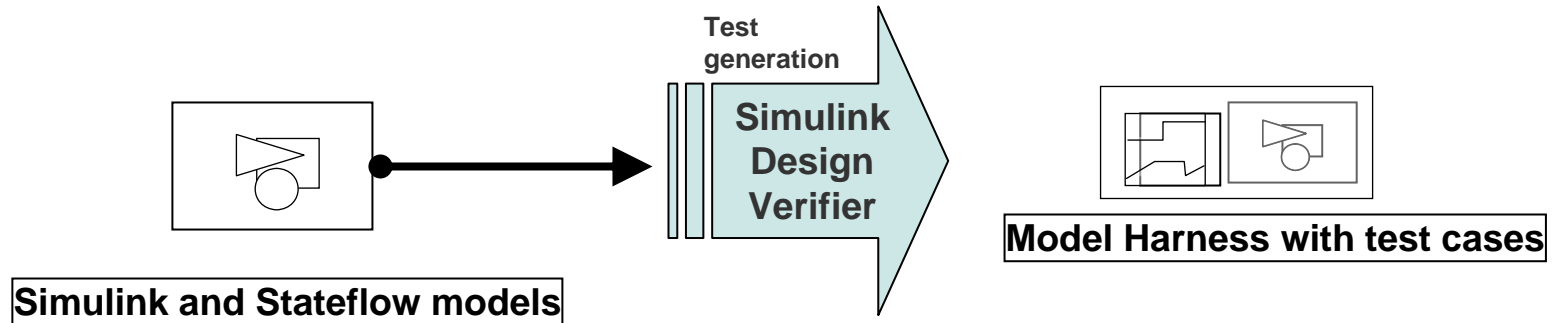 Test
generation
Simulink
Design
Verifier
Model Harness with test cases
Simulink and Stateflow models